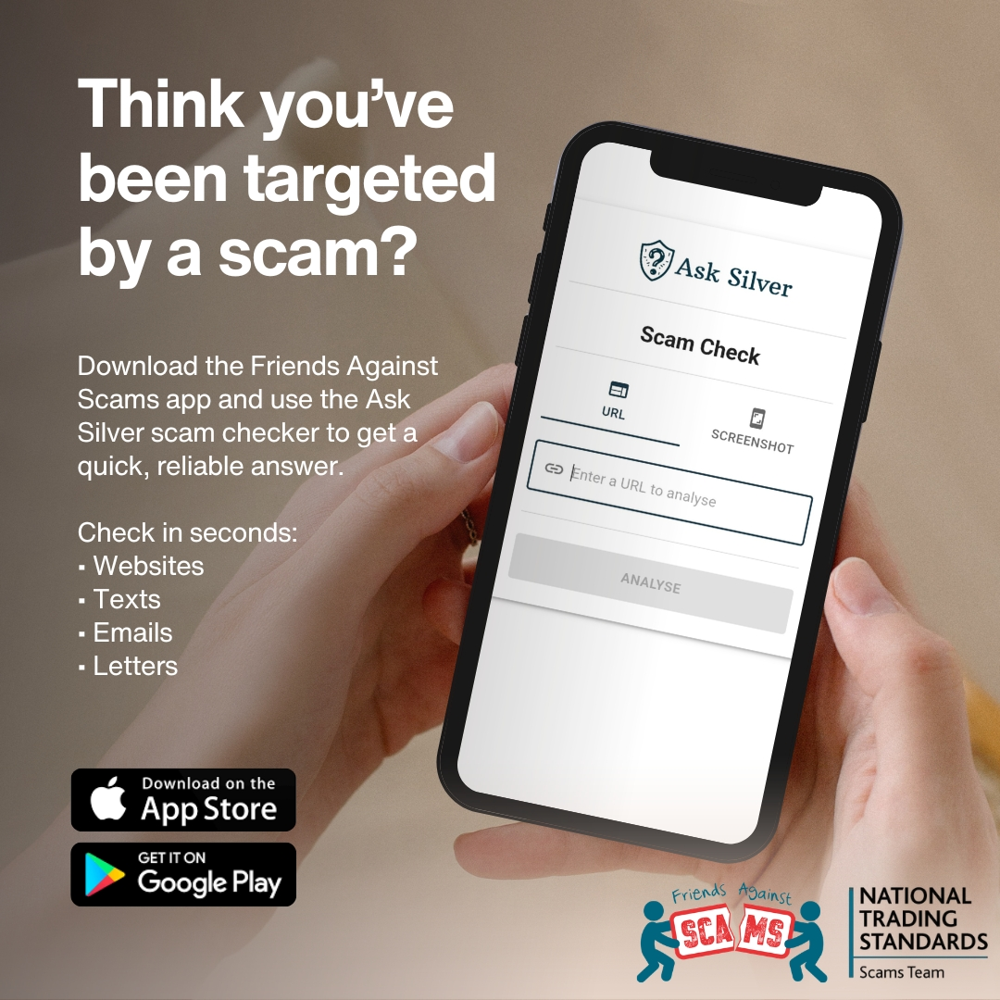 Think you've
been targeted
by a scam?
Download the Friends Against
Scams app and use the Ask
Silver scam checker to get a
quick, reliable answer.
Check in seconds:
▪ Websites
▪ Texts
▪ Emails
▪ Letters
Download on the
App Store
GET IT ON
Google Play
Ask Silver
Scam Check
URL
SCREENSHOT
Enter a URL to analyse
ANALYSE
Friends Against
SCAMS
NATIONAL
TRADING
STANDARDS
Scams Team